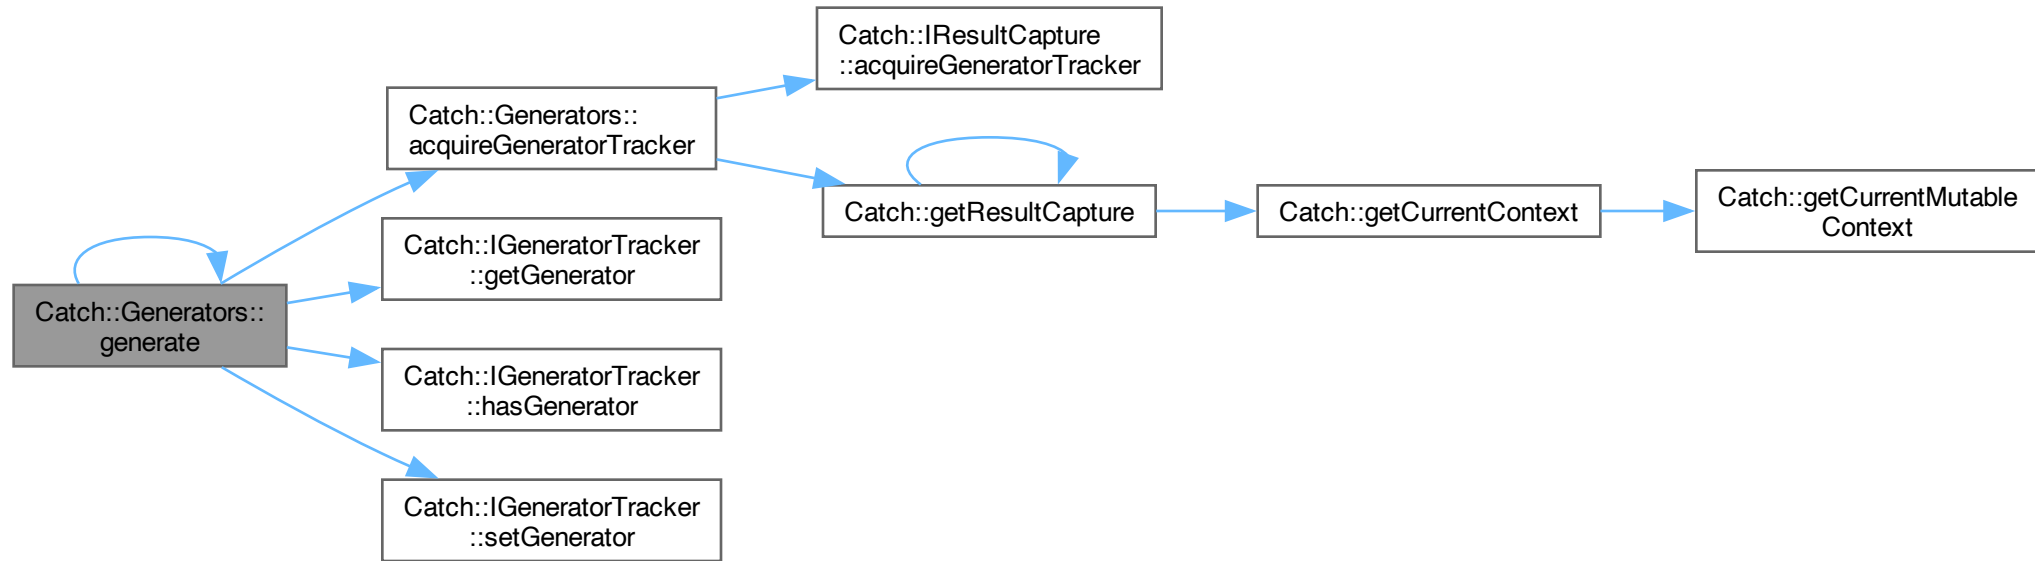 Catch::Generators::
generate
Catch::Generators::
acquireGeneratorTracker
Catch::IGeneratorTracker
::getGenerator
Catch::IGeneratorTracker
::hasGenerator
Catch::IGeneratorTracker
::setGenerator
Catch::IResultCapture
::acquireGeneratorTracker
Catch::getResultCapture
Catch::getCurrentContext
Catch::getCurrentMutable
Context